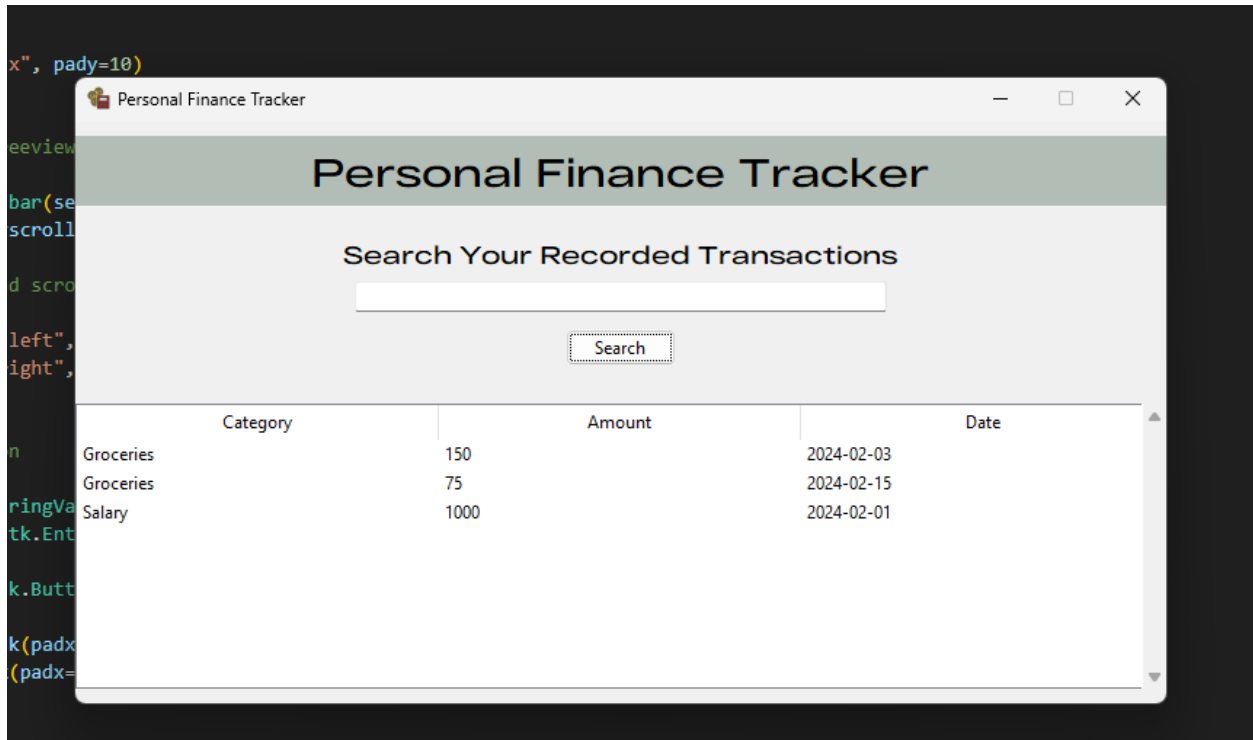 x", pady=10)
Personal Finance Tracker
eeview
Personal Finance Tracker
bar(se
scroll
Search Your Recorded Transactions
d scro
left",
Search
ight",
Category Amount Date
n
Groceries 150 2024-02-03
Groceries 75 2024-02-15
ringVa
Salary 1000 2024-02-01
tk.Ent
k.Butt
k(padx
(padx=